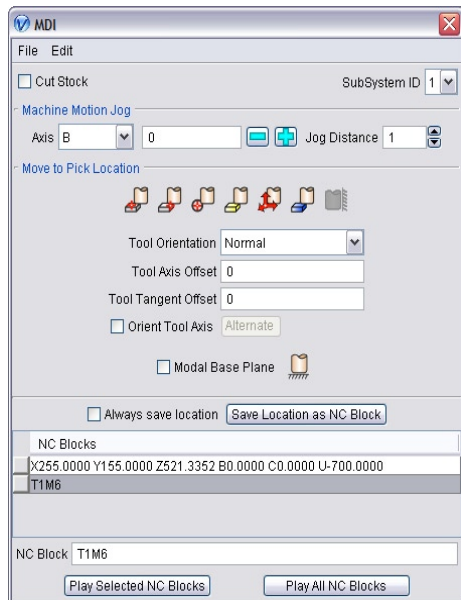 MDI
File Edit
Cut Stock SubSystem ID 1
Machine Motion Jog
Axis B 0 Jog Distance 1
Move to Pick Location
Tool Orientation Normal
Tool Axis Offset 0
Tool Tangent Offset 0
Orient Tool Axis Alternate
Modal Base Plane
Always save location Save Location as NC Block
NC Blocks
X255.0000 Y155.0000 Z521.3352 B0.0000 C0.0000 U-700.0000
T1M6
NC Block T1M6
Play Selected NC Blocks Play All NC Blocks